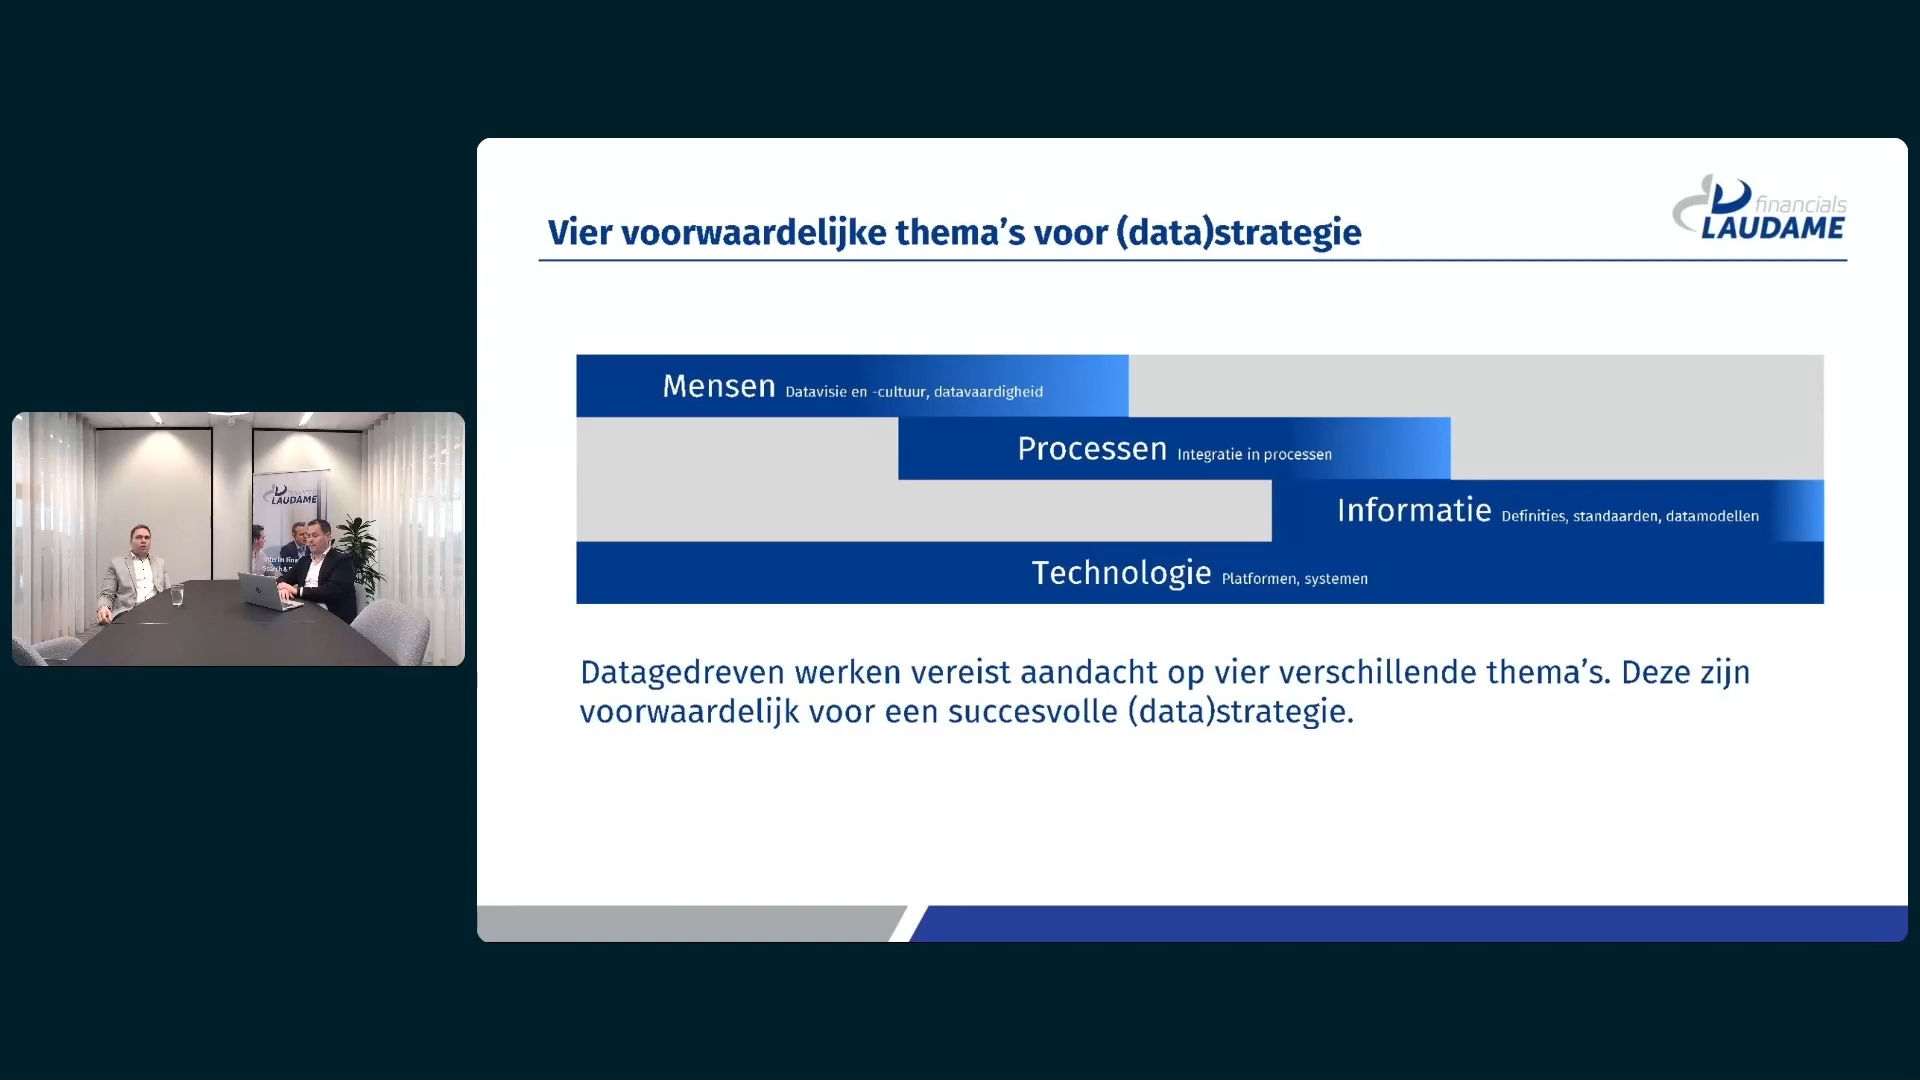 Vier voorwaardelijke thema’s voor (data)strategie
financials
LAUDAME
Mensen Datavisie en -cultuur, datavaardigheid
Processen Integratie in processen
Informatie Definities, standaarden, datamodellen
Technologie Platformen, systemen
Datagedreven werken vereist aandacht op vier verschillende thema’s. Deze zijn
voorwaardelijk voor een succesvolle (data)strategie.
LAUDAME